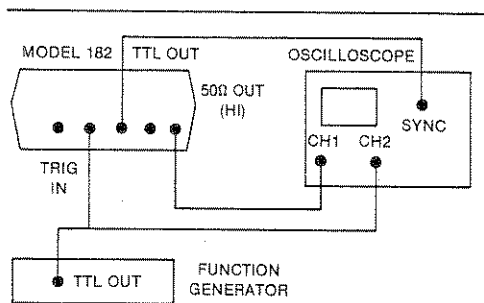 MODEL 182
TTL OUT
OSCILLOSCOPE
50Ω OUT
(HI)
SYNC
CH1
CH2
TRIG
IN
TTL OUT
FUNCTION
GENERATOR